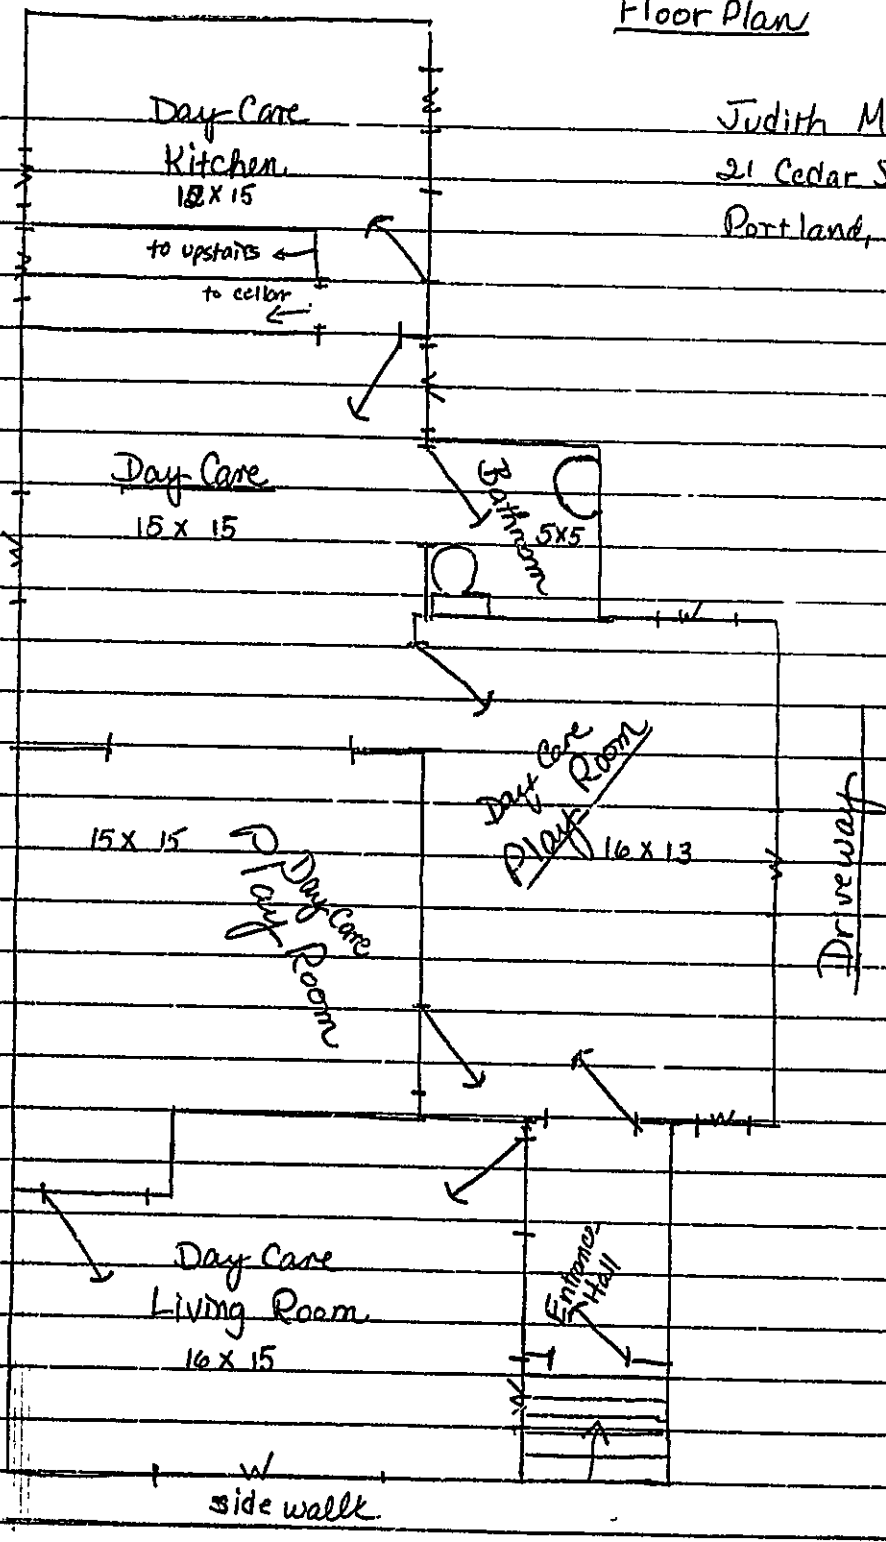 Floor Plan
Judith M
21 Cedar S
Portland,
Day Care
Kitchen
12 X 15
to upstairs
to cellar
W
W
W
Day Care
15 X 15
W
W
Bathroom
5X5
W
Day Care
Play Room
16 X 13
W
Driveway
15 X 15
Day Care
Play Room
W
Day Care
Living Room
16 X 15
Entrance
Hall
W
W
side wallk